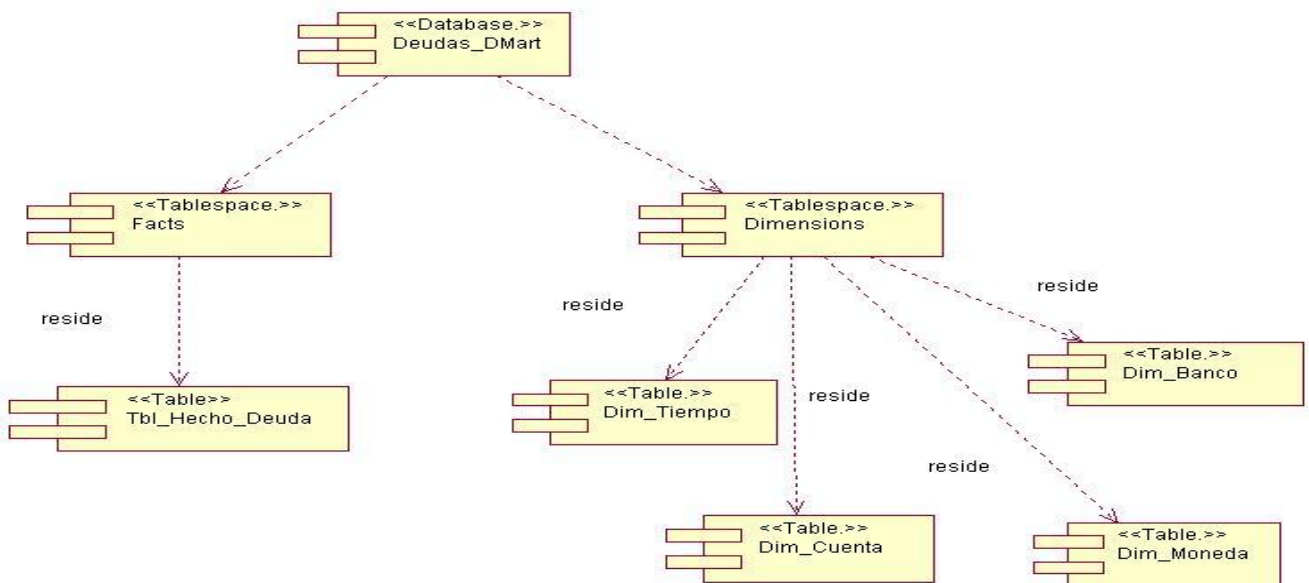 <<Database.>>
Deudas_DMart
<<Tablespace.>>
Facts
<<Tablespace.>>
Dimensions
reside
reside
reside
<<Table.>>
Dim_Banco
<<Table>>
Tbl_Hecho_Deuda
<<Table.>>
Dim_Tiempo
reside
reside
<<Table.>>
Dim_Cuenta
<<Table.>>
Dim_Moneda